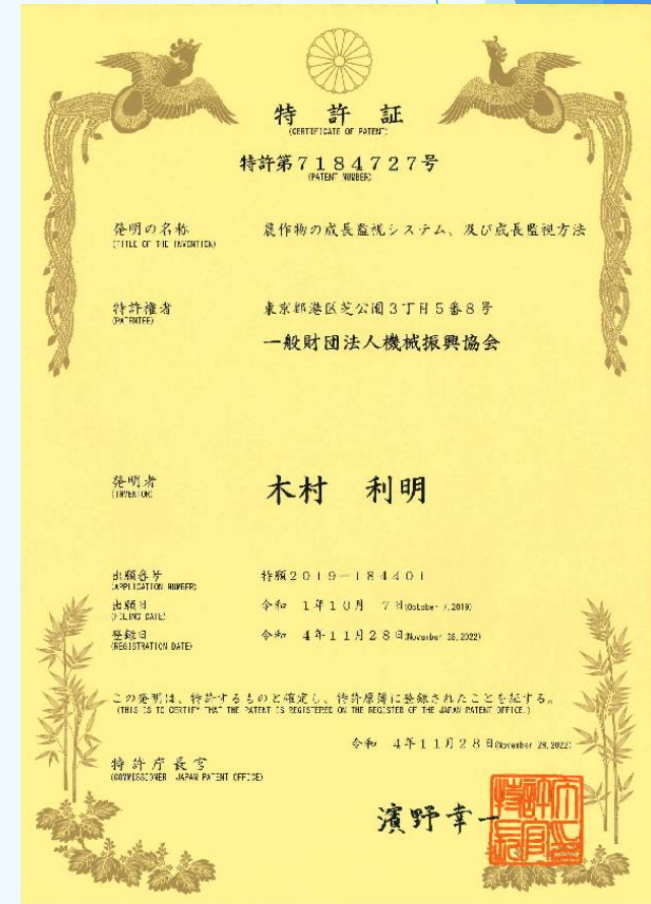 特許証
(CERTIFICATE OF PATENT)
特許第7184727号
(PATENT NUMBER)
発明の名称
(TITLE OF THE INVENTION)
農作物の成長監視システム、及び成長監視方法
特許権者
(PATENTEE)
東京都港区芝公園3丁目5番8号
一般財団法人機械振興協会
発明者
(INVENTOR)
木村 利明
出願番号
(APPLICATION NUMBER)
特願2019-184401
出願日
(FILING DATE)
令和 1年10月 7日(October 7,2019)
登録日
(REGISTRATION DATE)
令和 4年11月28日(November 28,2022)
この発明は、特許するものと確定し、特許原簿に登録されたことを証する。
(THIS IS TO CERTIFY THAT THE PATENT IS REGISTERED ON THE REGISTER OF THE JAPAN PATENT OFFICE.)
令和 4年11月28日(November 28,2022)
特許庁長官
(COMMISSIONER, JAPAN PATENT OFFICE)
濱野幸一
特許庁長官之印